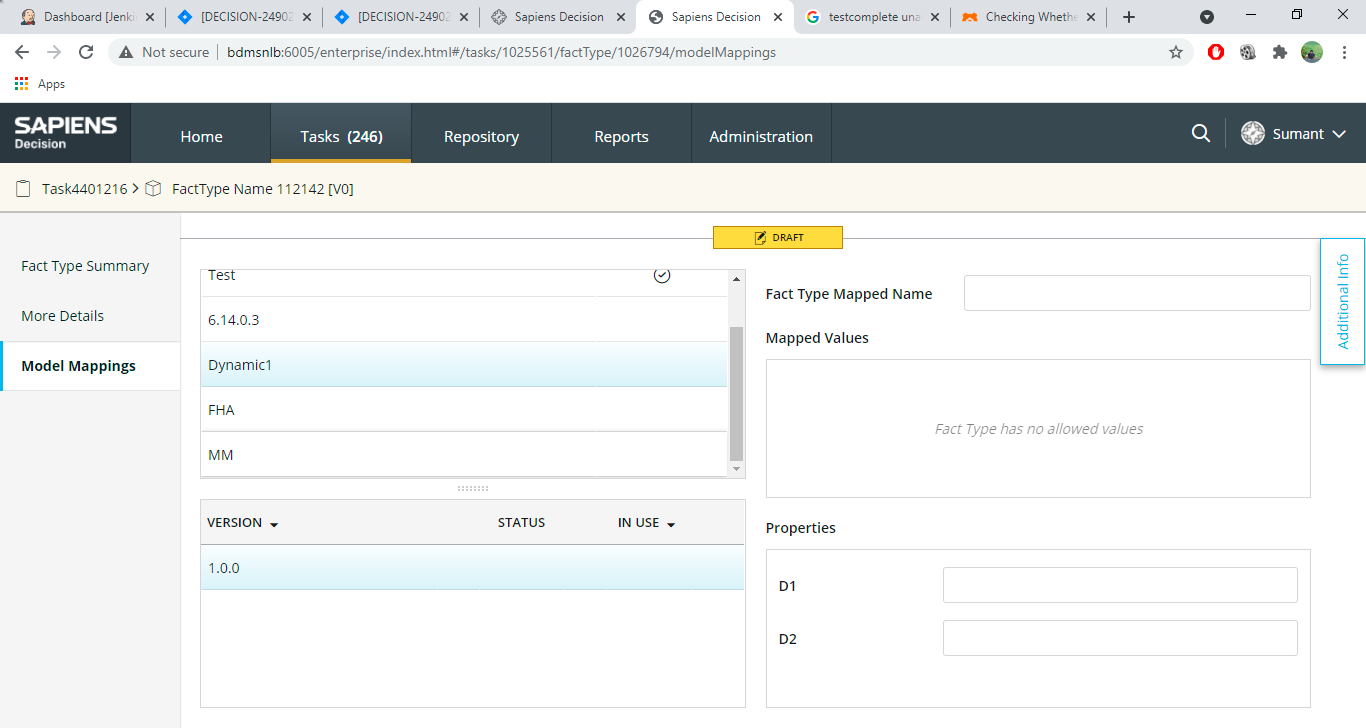 Dashboard [Jenki
[DECISION-24902
[DECISION-24902
Sapiens Decision
Sapiens Decision
testcomplete una
Checking Whethe
Not secure
bdmsnlb:6005/enterprise/index.html#/tasks/1025561/factType/1026794/modelMappings
Apps
SAPIENS
Decision
Home
Tasks (246)
Repository
Reports
Administration
Sumant
Task4401216 > FactType Name 112142 [V0]
DRAFT
Fact Type Summary
More Details
Model Mappings
Test
6.14.0.3
Dynamic1
FHA
MM
VERSION
STATUS
IN USE
1.0.0
Fact Type Mapped Name
Mapped Values
Fact Type has no allowed values
Properties
D1
D2
Additional Info